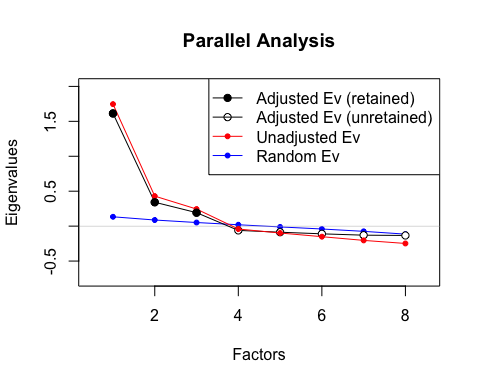 Parallel Analysis
Adjusted Ev (retained)
Adjusted Ev (unretained)
Unadjusted Ev
Random Ev
Eigenvalues
1.5
0.5
-0.5
2 4 6 8
Factors